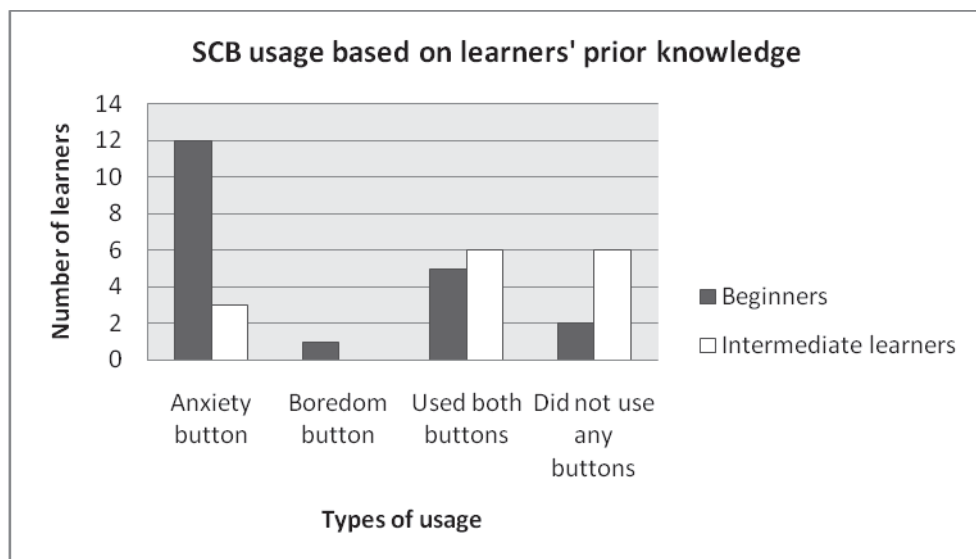 SCB usage based on learners' prior knowledge
Number of learners
14
12
10
8
6
4
2
0
Anxiety
button
Boredom
button
Used both
buttons
Did not use
any
buttons
Types of usage
Beginners
Intermediate learners